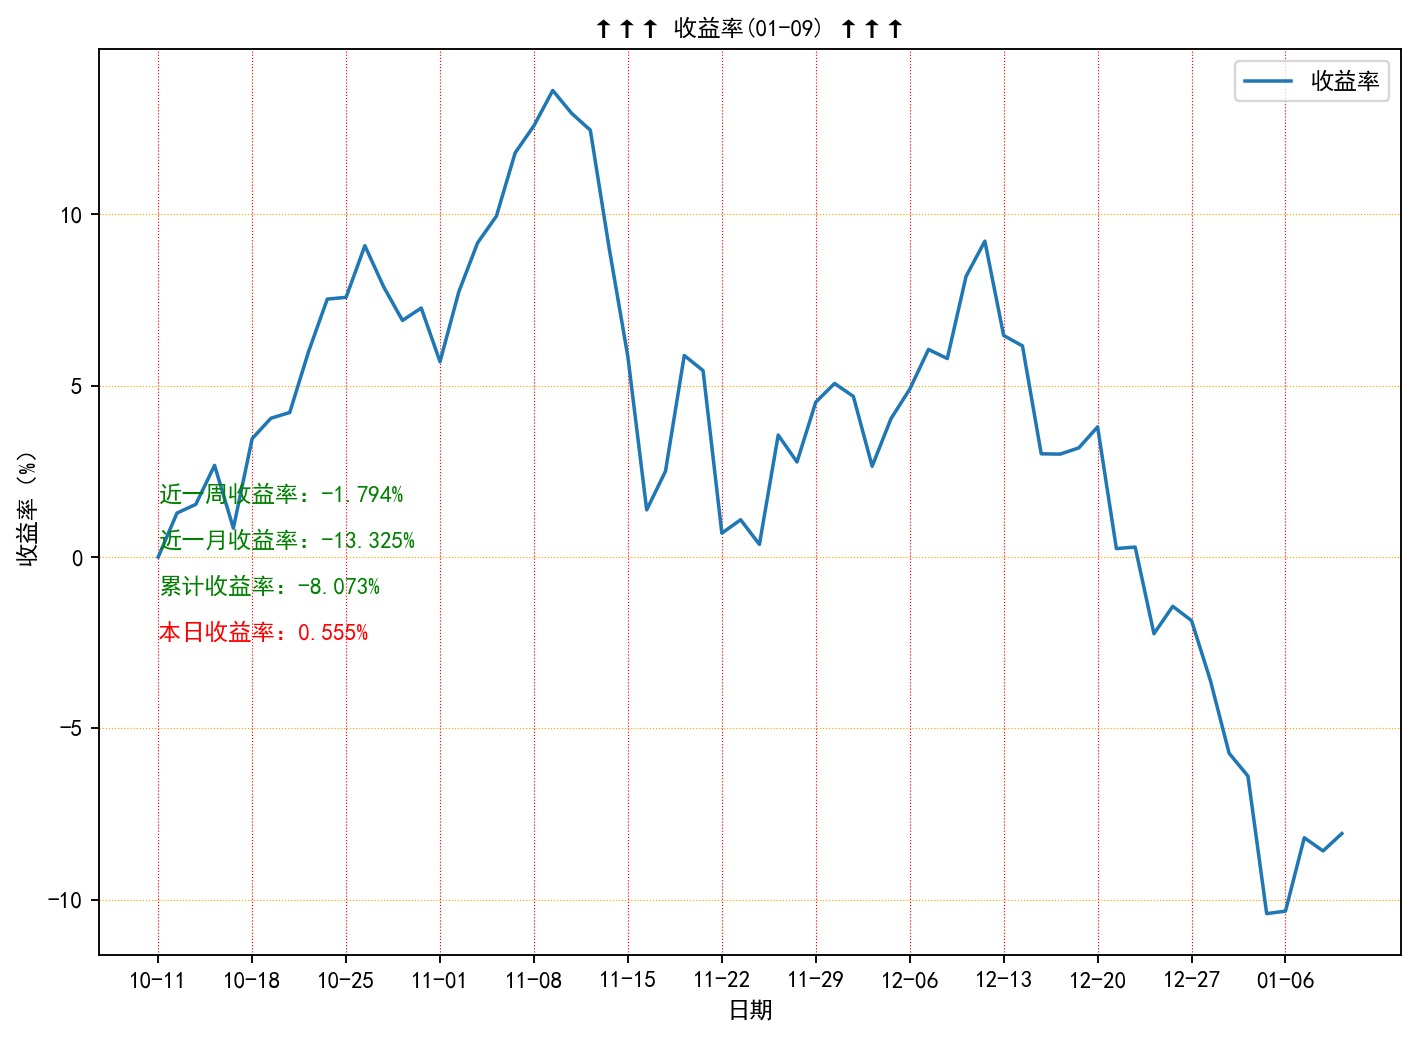 ↑↑↑ 收益率(01-09) ↑↑↑
收益率
收益率 (%)
10
5
0
-5
-10
近一周收益率：-1.794%
近一月收益率：-13.325%
累计收益率：-8.073%
本日收益率：0.555%
10-11 10-18 10-25 11-01 11-08 11-15 11-22 11-29 12-06 12-13 12-20 12-27 01-06
日期